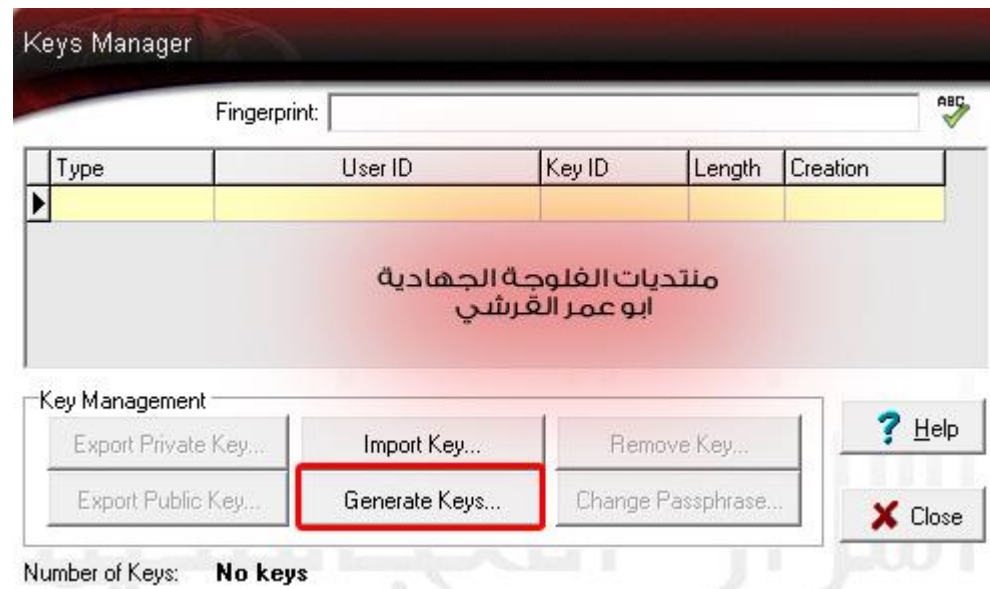 Keys Manager
Fingerprint:
ABC
Type User ID Key ID Length Creation
منتديات الفلوجة الجهادية
ابو عمر القرشي
Key Management
Export Private Key... Import Key... Remove Key...
Help
Export Public Key... Generate Keys... Change Passphrase...
Close
Number of Keys: No keys